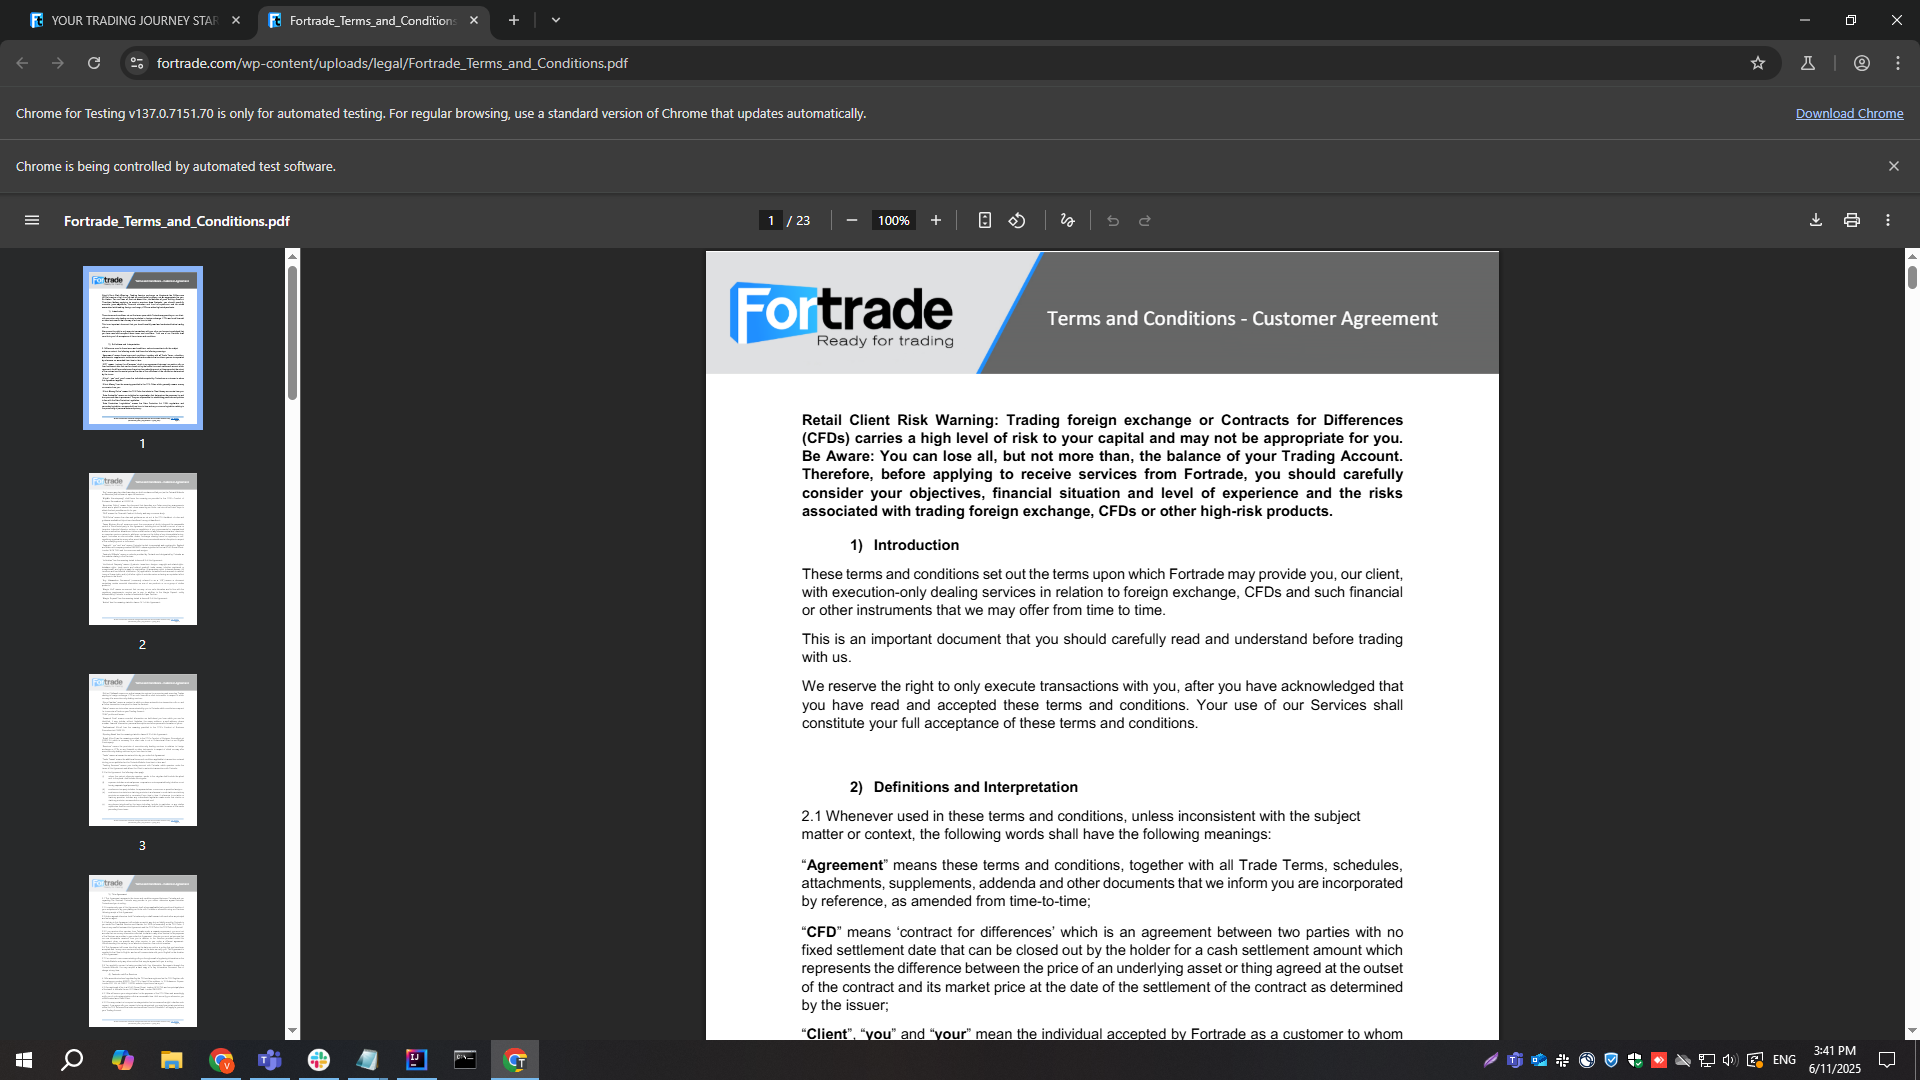 YOUR TRADING JOURNEY STAR
Fortrade_Terms_and_Conditions
fortrade.com/wp-content/uploads/legal/Fortrade_Terms_and_Conditions.pdf
Chrome for Testing v137.0.7151.70 is only for automated testing. For regular browsing, use a standard version of Chrome that updates automatically.
Download Chrome
Chrome is being controlled by automated test software.
Fortrade_Terms_and_Conditions.pdf
1 / 23
100%
1
2
3
Fortrade
Ready for trading
Terms and Conditions - Customer Agreement
Retail Client Risk Warning: Trading foreign exchange or Contracts for Differences
(CFDs) carries a high level of risk to your capital and may not be appropriate for you.
Be Aware: You can lose all, but not more than, the balance of your Trading Account.
Therefore, before applying to receive services from Fortrade, you should carefully
consider your objectives, financial situation and level of experience and the risks
associated with trading foreign exchange, CFDs or other high-risk products.
1) Introduction
These terms and conditions set out the terms upon which Fortrade may provide you, our client,
with execution-only dealing services in relation to foreign exchange, CFDs and such financial
or other instruments that we may offer from time to time.
This is an important document that you should carefully read and understand before trading
with us.
We reserve the right to only execute transactions with you, after you have acknowledged that
you have read and accepted these terms and conditions. Your use of our Services shall
constitute your full acceptance of these terms and conditions.
2) Definitions and Interpretation
2.1 Whenever used in these terms and conditions, unless inconsistent with the subject
matter or context, the following words shall have the following meanings:
“Agreement” means these terms and conditions, together with all Trade Terms, schedules,
attachments, supplements, addenda and other documents that we inform you are incorporated
by reference, as amended from time-to-time;
“CFD” means ‘contract for differences’ which is an agreement between two parties with no
fixed settlement date that can be closed out by the holder for a cash settlement amount which
represents the difference between the price of an underlying asset or thing agreed at the outset
of the contract and its market price at the date of the settlement of the contract as determined
by the issuer;
“Client”, “you” and “your” mean the individual accepted by Fortrade as a customer to whom
ENG
3:41 PM
6/11/2025